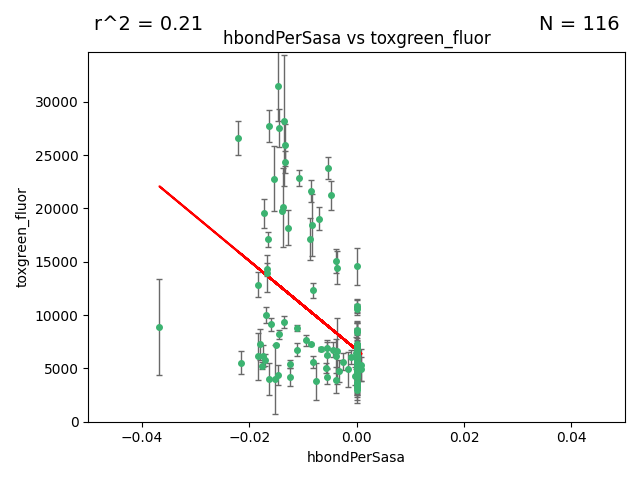 r^2 = 0.21
N = 116
hbondPerSasa vs toxgreen_fluor
30000
25000
20000
15000
10000
5000
0
toxgreen_fluor
−0.04
−0.02
0.00
0.02
0.04
hbondPerSasa